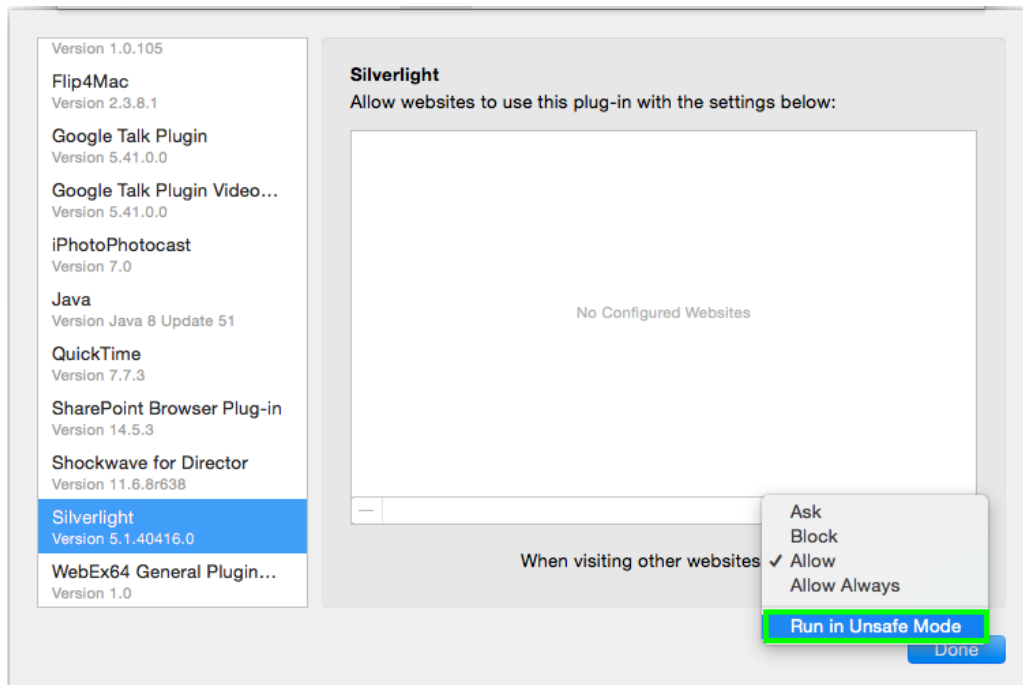 Version 1.0.105
Flip4Mac
Version 2.3.8.1
Google Talk Plugin
Version 5.41.0.0
Google Talk Plugin Video...
Version 5.41.0.0
iPhotoPhotocast
Version 7.0
Java
Version Java 8 Update 51
QuickTime
Version 7.7.3
SharePoint Browser Plug-in
Version 14.5.3
Shockwave for Director
Version 11.6.8r638
Silverlight
Version 5.1.40416.0
WebEx64 General Plugin...
Version 1.0
Silverlight
Allow websites to use this plug-in with the settings below:
No Configured Websites
When visiting other websites
Ask
Block
✓ Allow
Allow Always
Run in Unsafe Mode
Done